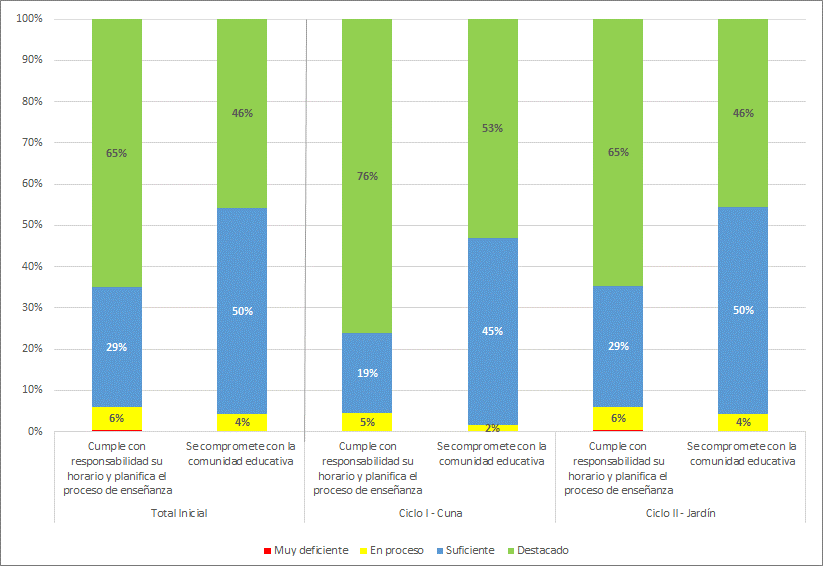 100%
90%
80%
70%
60%
50%
40%
30%
20%
10%
0%
65%
29%
6%
46%
50%
4%
76%
19%
5%
53%
45%
2%
65%
29%
6%
46%
50%
4%
Cumple con
responsabilidad su
horario y planifica el
proceso de enseñanza
Se compromete con la
comunidad educativa
Cumple con
responsabilidad su
horario y planifica el
proceso de enseñanza
Se compromete con la
comunidad educativa
Cumple con
responsabilidad su
horario y planifica el
proceso de enseñanza
Se compromete con la
comunidad educativa
Total Inicial
Ciclo I - Cuna
Ciclo II - Jardín
Muy deficiente En proceso Suficiente Destacado